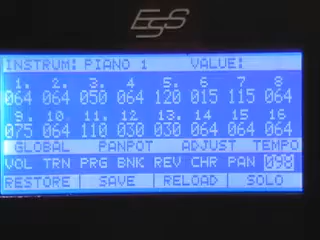 ESS
INSTRUM: PIANO 1 VALUE:
1. 2. 3. 4 5. 6 7 8
064 064 050 064 120 015 115 064
9. 10 11. 12 13. 14 15 16
075 064 110 030 030 064 064 064
GLOBAL PANPOT ADJUST TEMPO
VOL TRN PRG BNK REV CHR PAN 098
RESTORE SAVE RELOAD SOLO